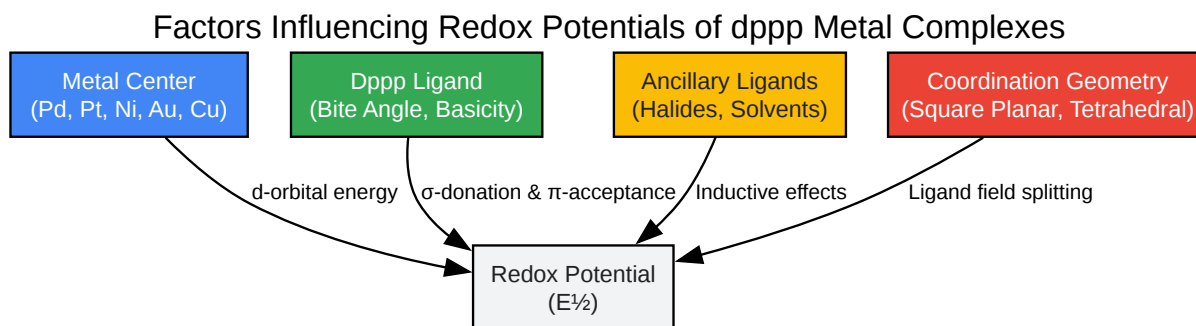 Factors Influencing Redox Potentials of dppp Metal Complexes
Metal Center
(Pd, Pt, Ni, Au, Cu)
Dppp Ligand
(Bite Angle, Basicity)
Ancillary Ligands
(Halides, Solvents)
Coordination Geometry
(Square Planar, Tetrahedral)
d-orbital energy
σ-donation & π-acceptance
Inductive effects
Ligand field splitting
Redox Potential
(E½)